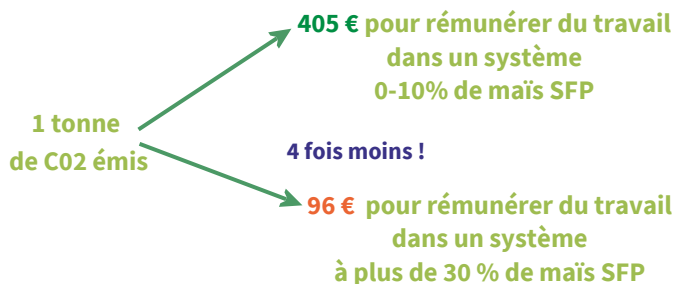 405 € pour rémunérer du travail
dans un système
0-10% de maïs SFP
1 tonne
de C02 émis
4 fois moins !
96 € pour rémunérer du travail
dans un système
à plus de 30 % de maïs SFP